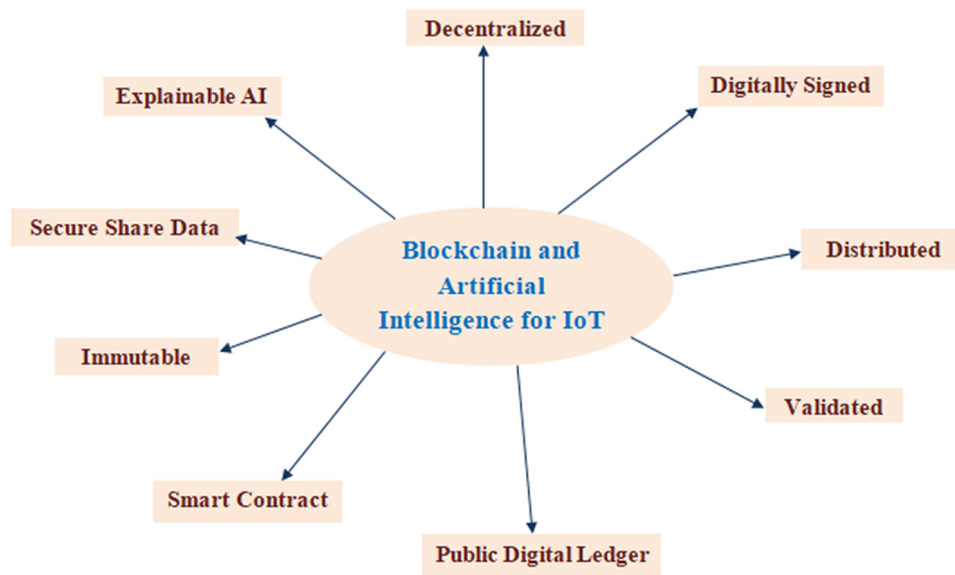 Decentralized
Explainable AI
Digitally Signed
Secure Share Data
Blockchain and
Artificial
Intelligence for IoT
Distributed
Immutable
Validated
Smart Contract
Public Digital Ledger